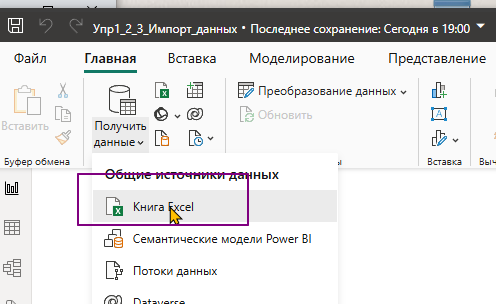 Упр1_2_3_Импорт_данных • Последнее сохранение: Сегодня в 19:00
Файл Главная Вставка Моделирование Представление
Вставить
Получить данные
Преобразование данных
Обновить
Буфер обмена
Вставка
Выч
Общие источники данных
Книга Excel
Семантические модели Power BI
Потоки данных
Dataverse